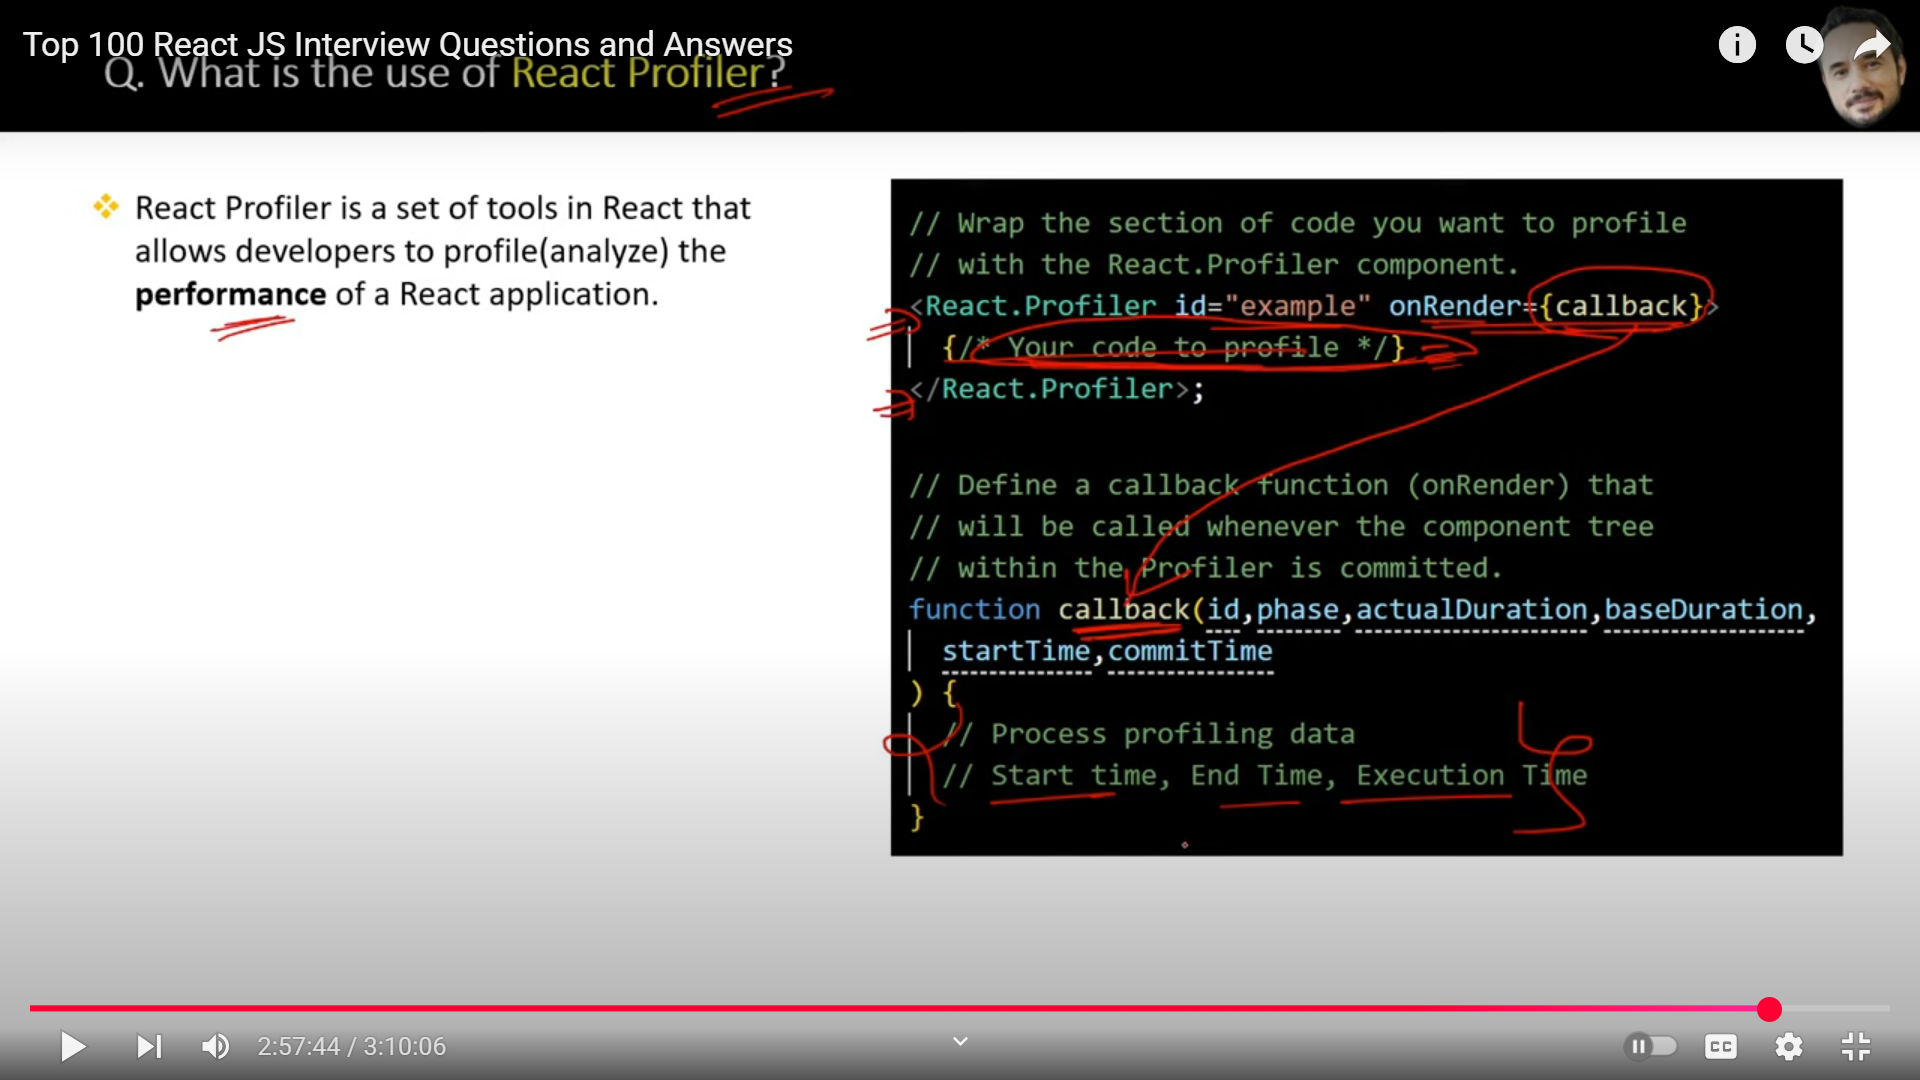 Top 100 React JS Interview Questions and Answers
Q. What is the use of React Profiler?
React Profiler is a set of tools in React that
allows developers to profile(analyze) the
performance of a React application.
// Wrap the section of code you want to profile
// with the React.Profiler component.
<React.Profiler id="example" onRender={callback}>
{/* Your code to profile */}
</React.Profiler>;
// Define a callback function (onRender) that
// will be called whenever the component tree
// within the Profiler is committed.
function callback(id,phase,actualDuration,baseDuration,
startTime,commitTime
) {
// Process profiling data
// Start time, End Time, Execution Time
}
2:57:44 / 3:10:06
CC